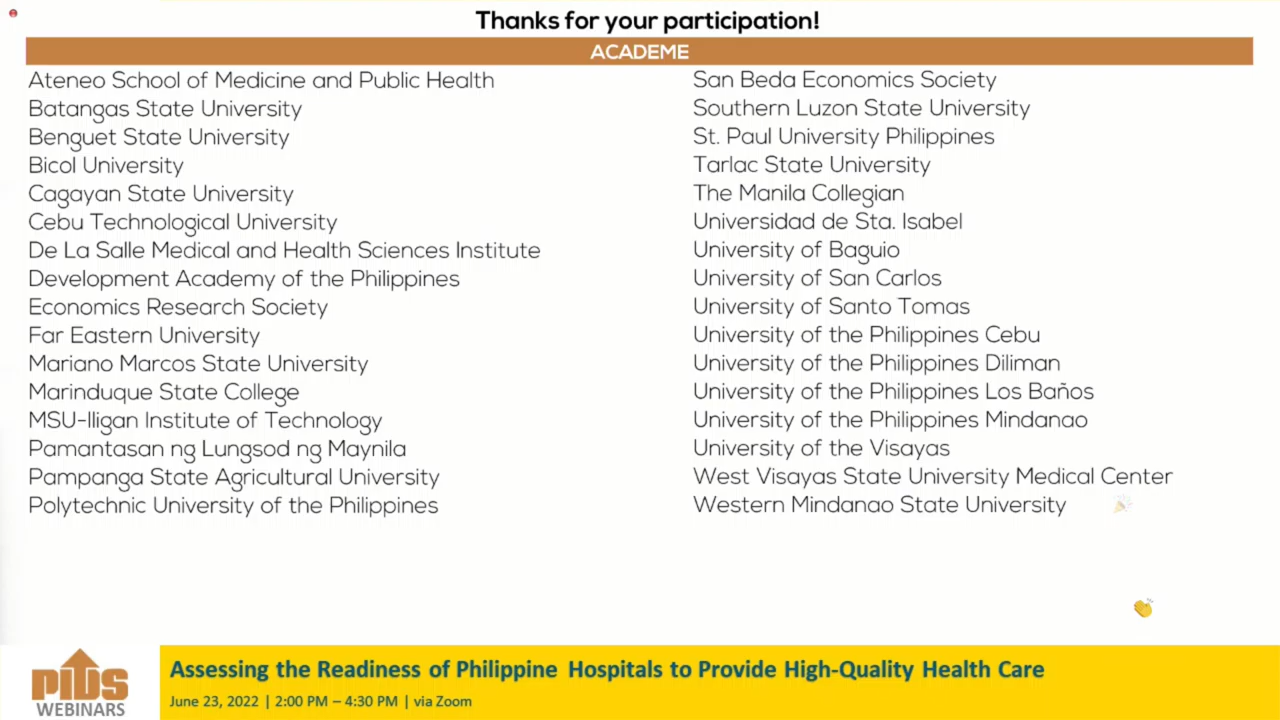 Thanks for your participation!
ACADEME
Ateneo School of Medicine and Public Health
Batangas State University
Benguet State University
Bicol University
Cagayan State University
Cebu Technological University
De La Salle Medical and Health Sciences Institute
Development Academy of the Philippines
Economics Research Society
Far Eastern University
Mariano Marcos State University
Marinduque State College
MSU-Iligan Institute of Technology
Pamantasan ng Lungsod ng Maynila
Pampanga State Agricultural University
Polytechnic University of the Philippines
San Beda Economics Society
Southern Luzon State University
St. Paul University Philippines
Tarlac State University
The Manila Collegian
Universidad de Sta. Isabel
University of Baguio
University of San Carlos
University of Santo Tomas
University of the Philippines Cebu
University of the Philippines Diliman
University of the Philippines Los Baños
University of the Philippines Mindanao
University of the Visayas
West Visayas State University Medical Center
Western Mindanao State University
PIDS
WEBINARS
Assessing the Readiness of Philippine Hospitals to Provide High-Quality Health Care
June 23, 2022 | 2:00 PM – 4:30 PM | via Zoom